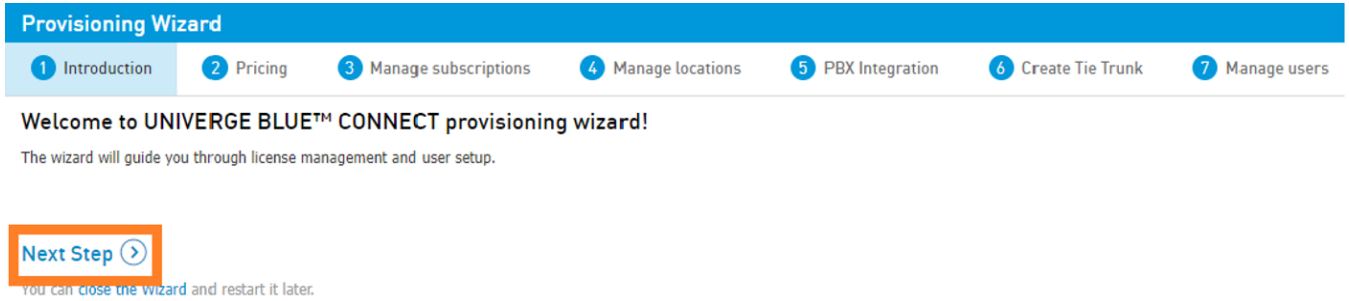 Provisioning Wizard
1 Introduction 2 Pricing 3 Manage subscriptions 4 Manage locations 5 PBX Integration 6 Create Tie Trunk 7 Manage users
Welcome to UNIVERGE BLUE™ CONNECT provisioning wizard!
The wizard will guide you through license management and user setup.
Next Step
You can close the Wizard and restart it later.